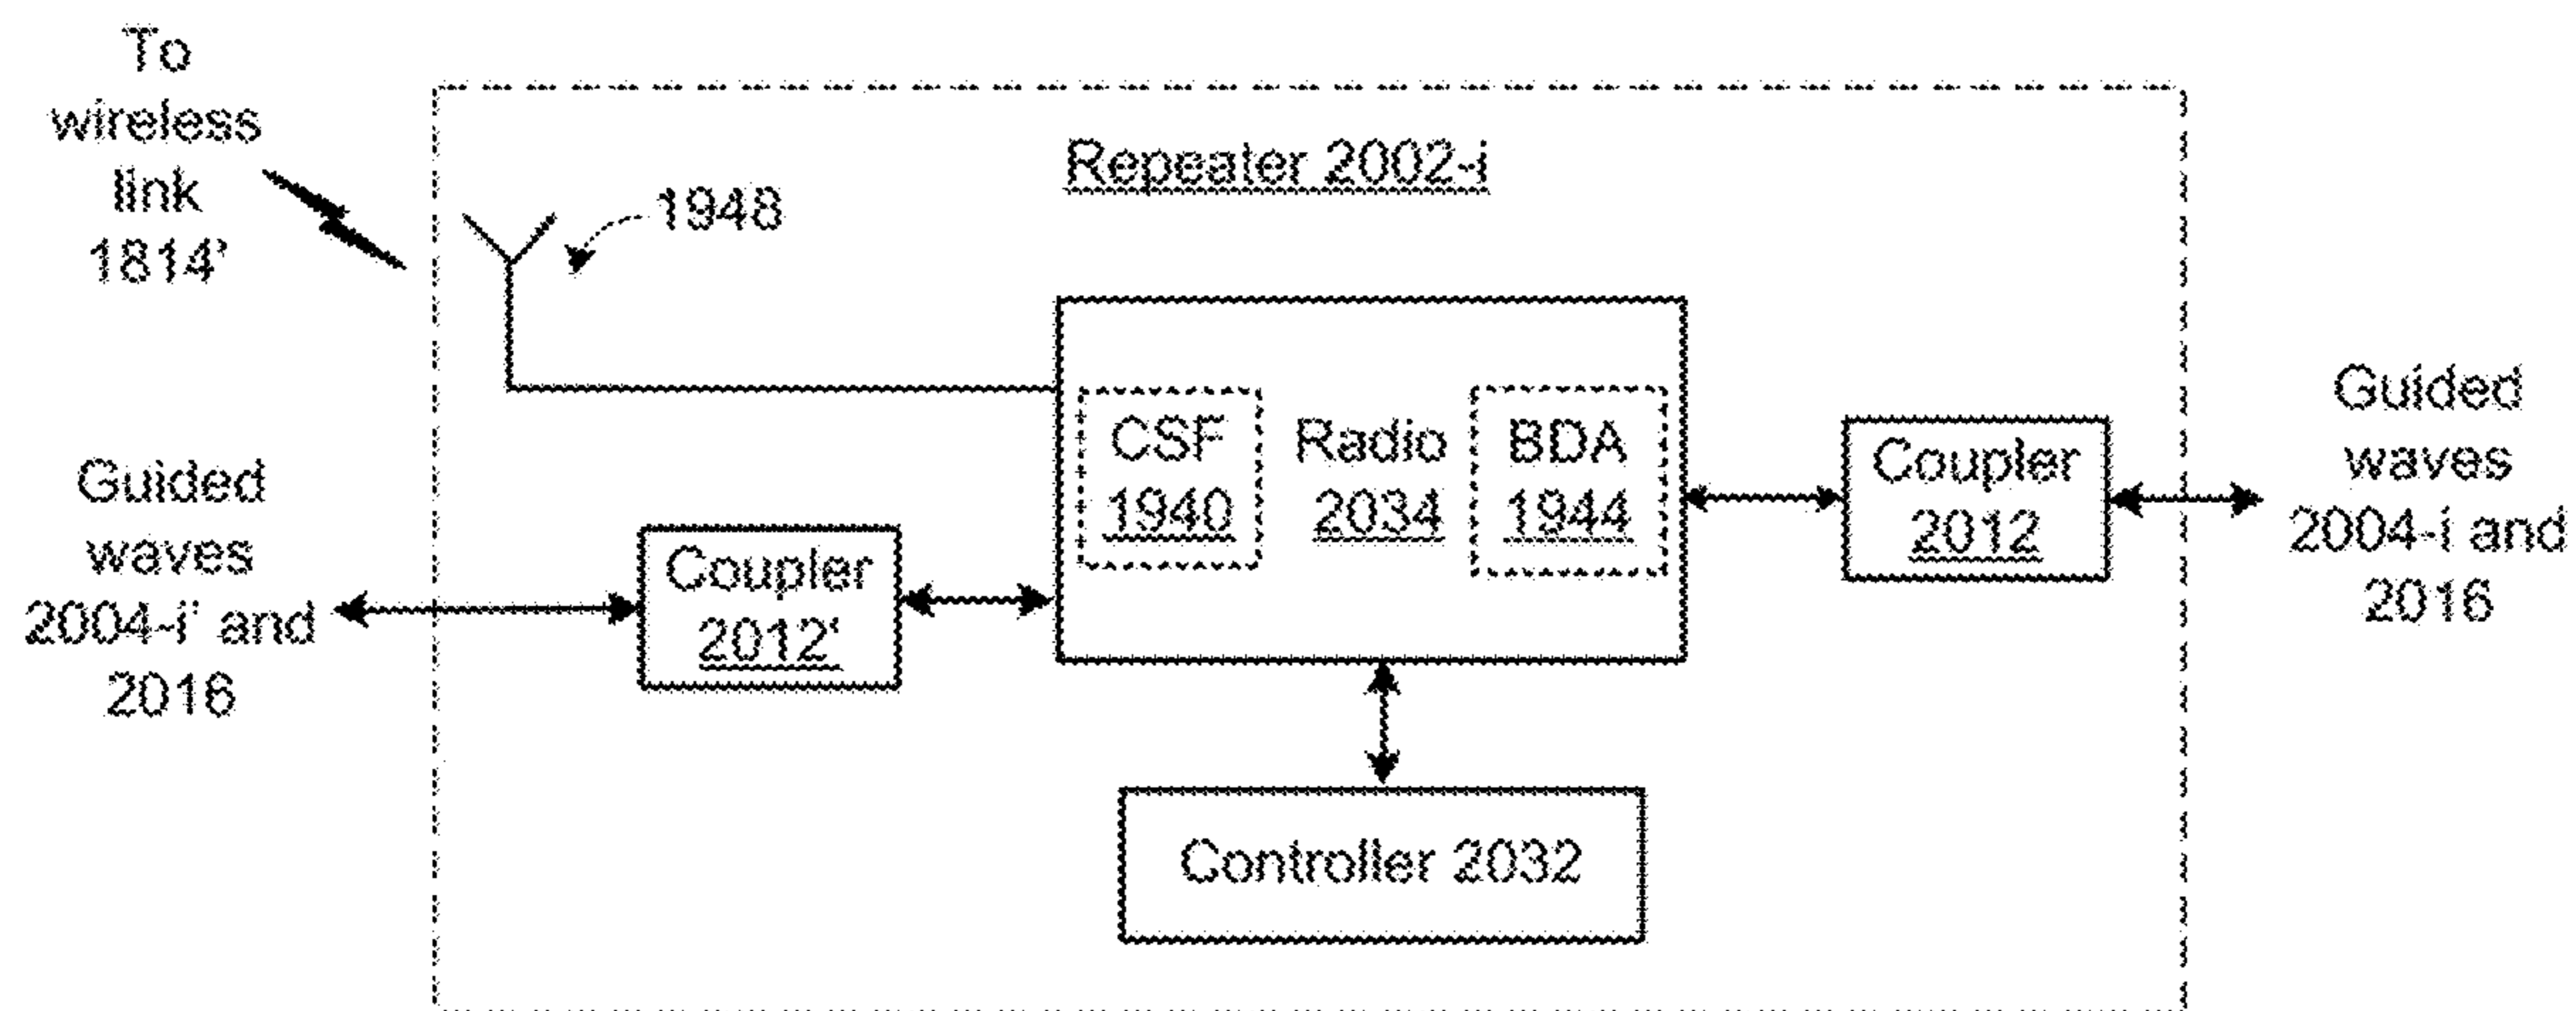 To
wireless
link
1814'
Repeater 2002-i
1948
CSF
1940
Radio
2034
BDA
1944
Coupler
2012
Guided
waves
2004-i and
2016
Guided
waves
2004-i' and
2016
Coupler
2012'
Controller 2032